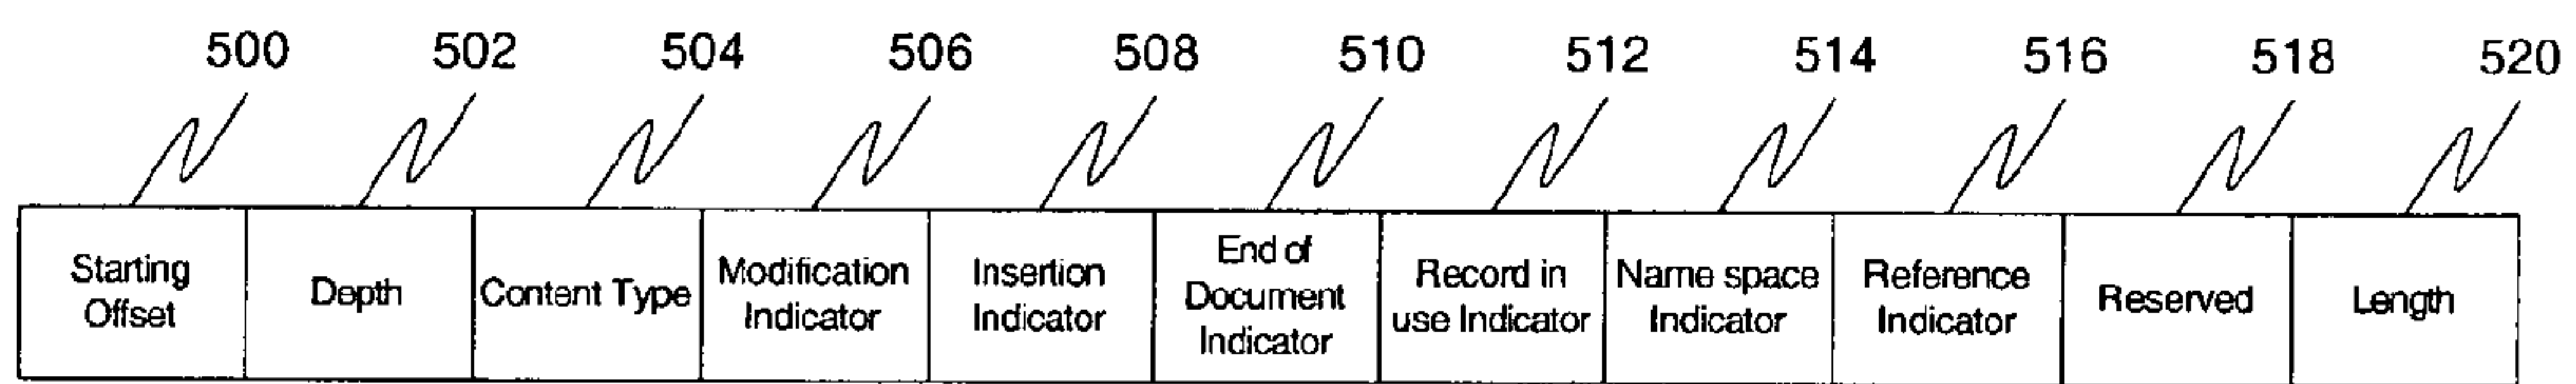 500 502 504 506 508 510 512 514 516 518 520
Starting
Offset
Depth
Content Type
Modification
Indicator
Insertion
Indicator
End of
Document
Indicator
Record in
use Indicator
Name space
Indicator
Reference
Indicator
Reserved
Length